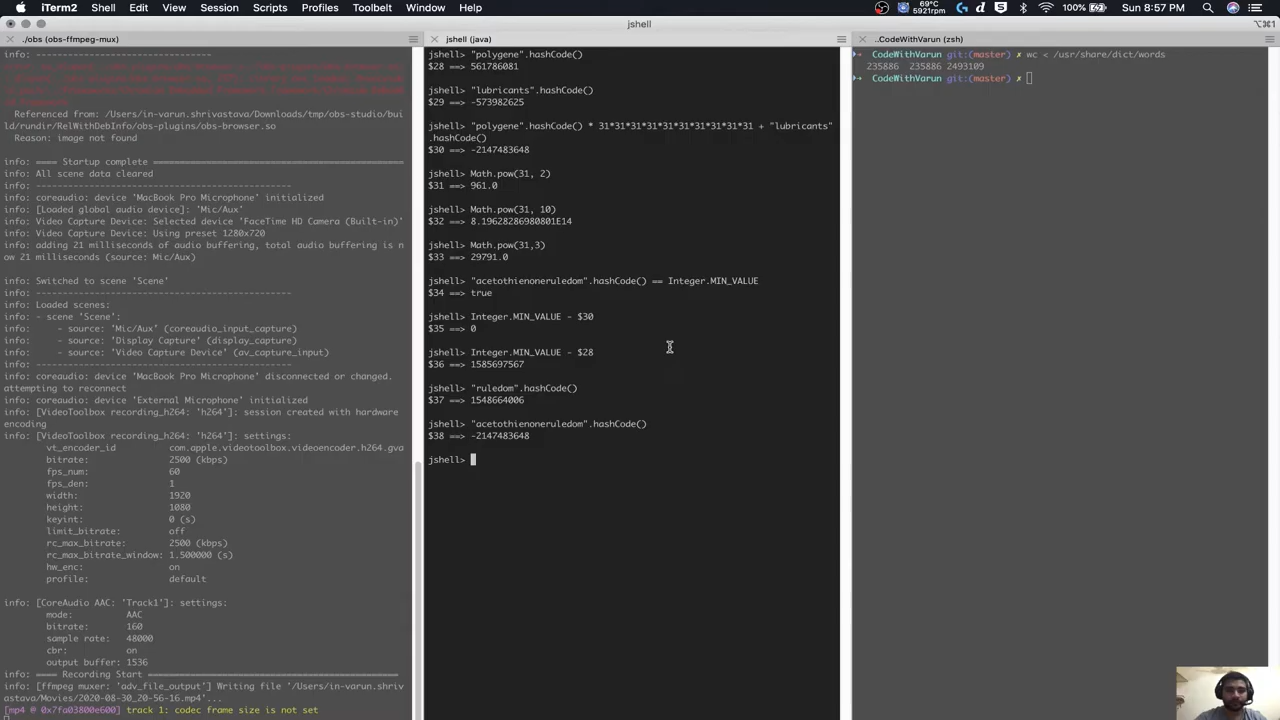 iTerm2 Shell Edit View Session Scripts Profiles Toolbelt Window Help
69°C
5921rpm
100%
Sun 8:57 PM
jshell
⌥⌘1
./obs (obs-ffmpeg-mux)
info: -------------------------------
Referenced from: /Users/in-varun.shrivastava/Downloads/tmp/obs-studio/bui
ld/rundir/RelWithDebInfo/obs-plugins/obs-browser.so
Reason: image not found
info: ==== Startup complete ===============================================
info: All scene data cleared
info: ------------------------------------------------
info: coreaudio: device 'MacBook Pro Microphone' initialized
info: [Loaded global audio device]: 'Mic/Aux'
info: Video Capture Device: Selected device 'FaceTime HD Camera (Built-in)'
info: Video Capture Device: Using preset 1280x720
info: adding 21 milliseconds of audio buffering, total audio buffering is n
ow 21 milliseconds (source: Mic/Aux)
info: Switched to scene 'Scene'
info: ------------------------------------------------
info: Loaded scenes:
info: - scene 'Scene':
info: - source: 'Mic/Aux' (coreaudio_input_capture)
info: - source: 'Display Capture' (display_capture)
info: - source: 'Video Capture Device' (av_capture_input)
info: ------------------------------------------------
info: coreaudio: device 'MacBook Pro Microphone' disconnected or changed.
attempting to reconnect
info: coreaudio: device 'External Microphone' initialized
info: [VideoToolbox recording_h264: 'h264']: session created with hardware
encoding
info: [VideoToolbox recording_h264: 'h264']: settings:
vt_encoder_id com.apple.videotoolbox.videoencoder.h264.gva
bitrate: 2500 (kbps)
fps_num: 60
fps_den: 1
width: 1920
height: 1080
keyint: 0 (s)
limit_bitrate: off
rc_max_bitrate: 2500 (kbps)
rc_max_bitrate_window: 1.500000 (s)
hw_enc: on
profile: default
info: [CoreAudio AAC: 'Track1']: settings:
mode: AAC
bitrate: 160
sample rate: 48000
cbr: on
output buffer: 1536
info: ==== Recording Start ===============================================
info: [ffmpeg muxer: 'adv_file_output'] Writing file '/Users/in-varun.shriv
astava/Movies/2020-08-30_20-56-16.mp4'...
[mp4 @ 0x7fa03800e600] track 1: codec frame size is not set
jshell (java)
jshell> "polygene".hashCode()
$28 ==> 561786081
jshell> "lubricants".hashCode()
$29 ==> -573982625
jshell> "polygene".hashCode() * 31*31*31*31*31*31*31*31*31*31 + "lubricants"
.hashCode()
$30 ==> -2147483648
jshell> Math.pow(31, 2)
$31 ==> 961.0
jshell> Math.pow(31, 10)
$32 ==> 8.19628286980801E14
jshell> Math.pow(31,3)
$33 ==> 29791.0
jshell> "acetothienoneruledom".hashCode() == Integer.MIN_VALUE
$34 ==> true
jshell> Integer.MIN_VALUE - $30
$35 ==> 0
jshell> Integer.MIN_VALUE - $28
$36 ==> 1585697567
jshell> "ruledom".hashCode()
$37 ==> 1548664006
jshell> "acetothienoneruledom".hashCode()
$38 ==> -2147483648
jshell>
..CodeWithVarun (zsh)
CodeWithVarun git:(master) ✗ wc < /usr/share/dict/words
235886 235886 2493109
CodeWithVarun git:(master) ✗